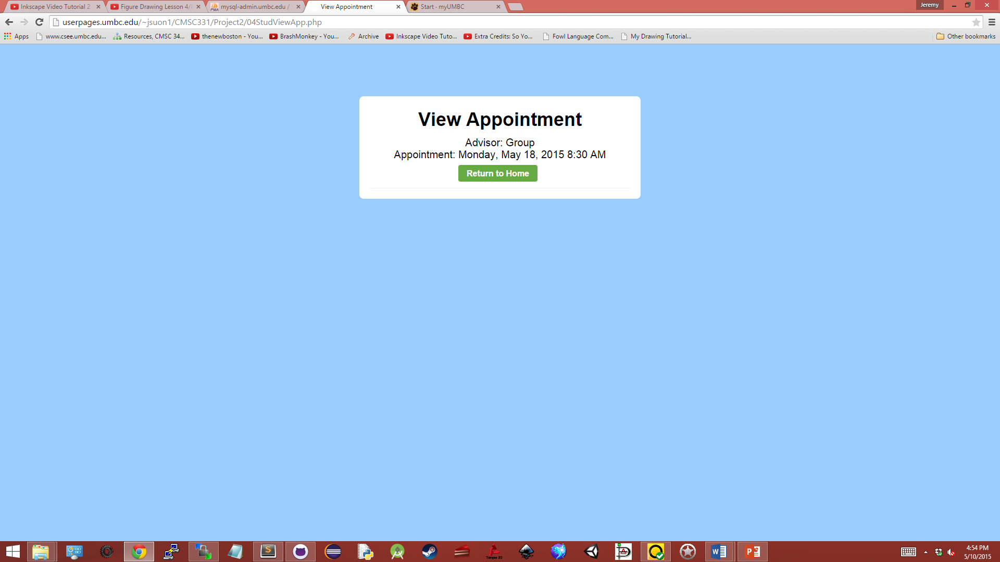 Inkscape Video Tutorial 2
Figure Drawing Lesson 4/
mysql-admin.umbc.edu /
View Appointment
Start · myUMBC
Jeremy
userpages.umbc.edu/~jsuon1/CMSC331/Project2/04StudViewApp.php
Apps
www.csee.umbc.edu...
Resources, CMSC 34...
thenewboston - You...
BrashMonkey - You...
Archive
Inkscape Video Tuto...
Extra Credits: So Yo...
Fowl Language Com...
My Drawing Tutorial...
Other bookmarks
View Appointment
Advisor: Group
Appointment: Monday, May 18, 2015 8:30 AM
Return to Home
4:54 PM
5/10/2015